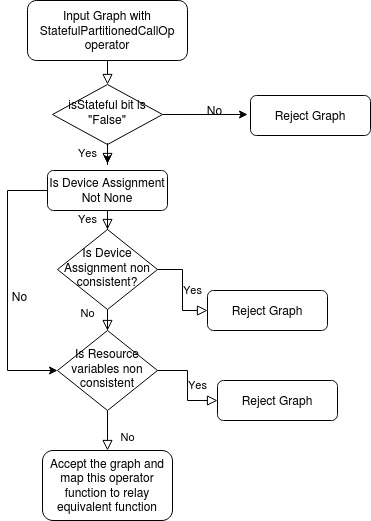 Input Graph with
StatefulPartitionedCallOp
operator
isStateful bit is
"False"
No
Reject Graph
Yes
Is Device Assignment
Not None
Yes
Is Device
Assignment non
consistent?
Yes
No
Reject Graph
No
Is Resource
variables non
consistent
Yes
Reject Graph
No
Accept the graph and
map this operator
function to relay
equivalent function